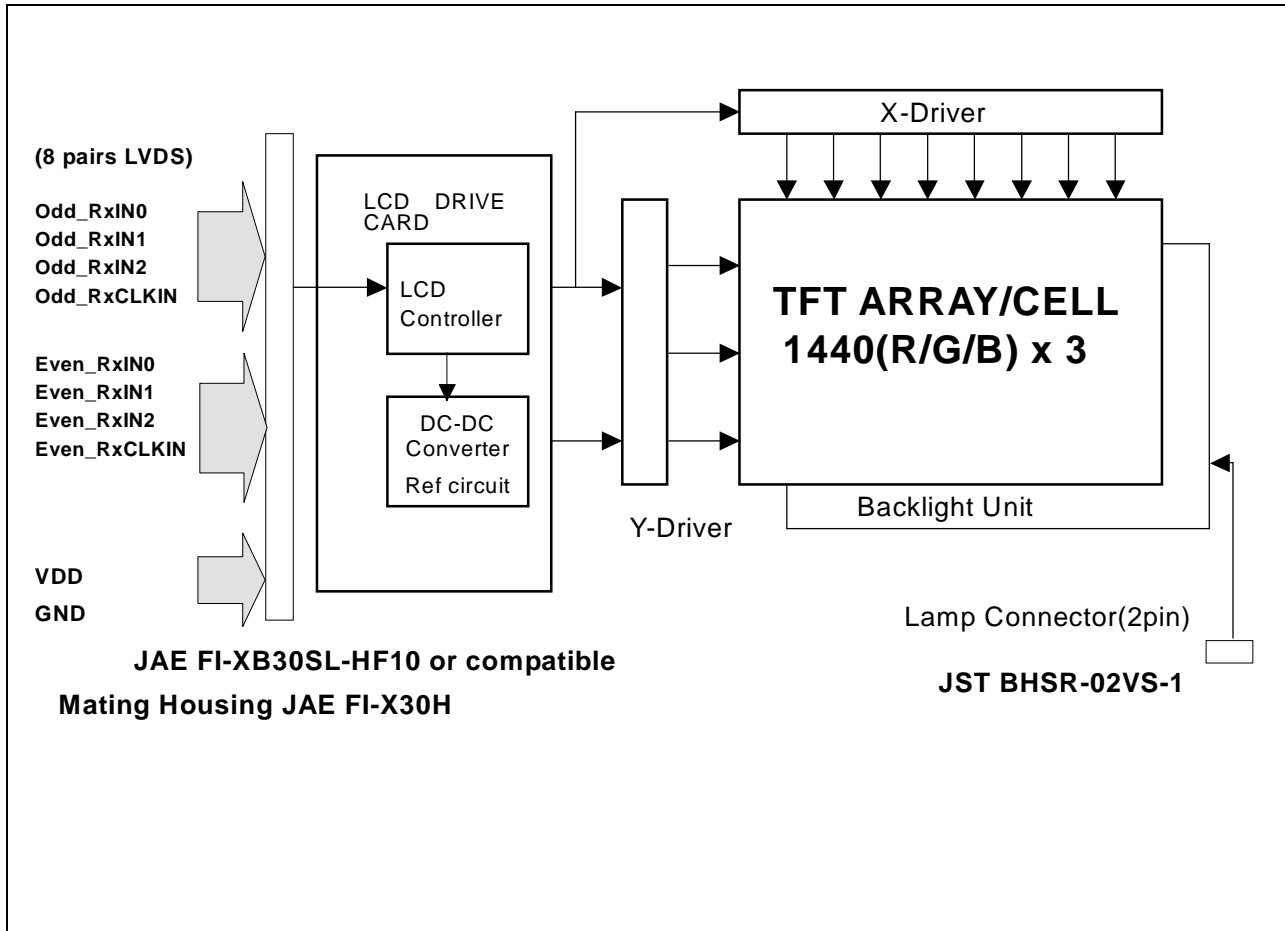 X-Driver
(8 pairs LVDS)
Odd_RxIN0
Odd_RxIN1
Odd_RxIN2
Odd_RxCLKIN
Even_RxIN0
Even_RxIN1
Even_RxIN2
Even_RxCLKIN
VDD
GND
LCD DRIVE
CARD
LCD
Controller
DC-DC
Converter
Ref circuit
Y-Driver
TFT ARRAY/CELL
1440(R/G/B) x 3
Backlight Unit
Lamp Connector(2pin)
JST BHSR-02VS-1
JAE FI-XB30SL-HF10 or compatible
Mating Housing JAE FI-X30H